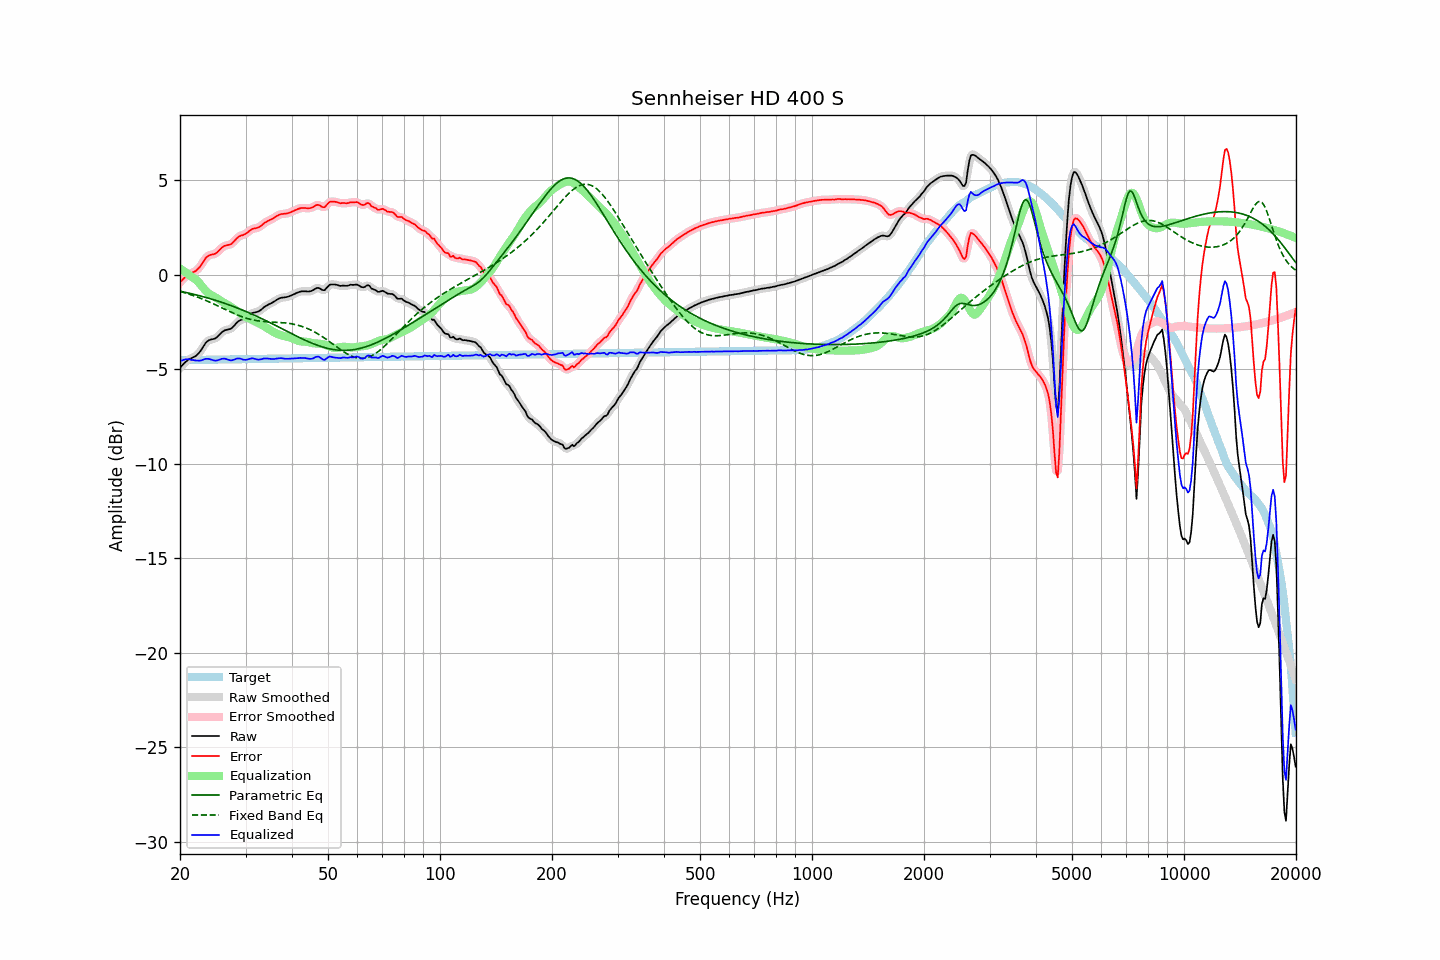 Sennheiser HD 400 S
Amplitude (dBr)
5
0
−5
−10
−15
−20
−25
−30
Target
Raw Smoothed
Error Smoothed
Raw
Error
Equalization
Parametric Eq
Fixed Band Eq
Equalized
20 50 100 200 500 1000 2000 5000 10000 20000
Frequency (Hz)